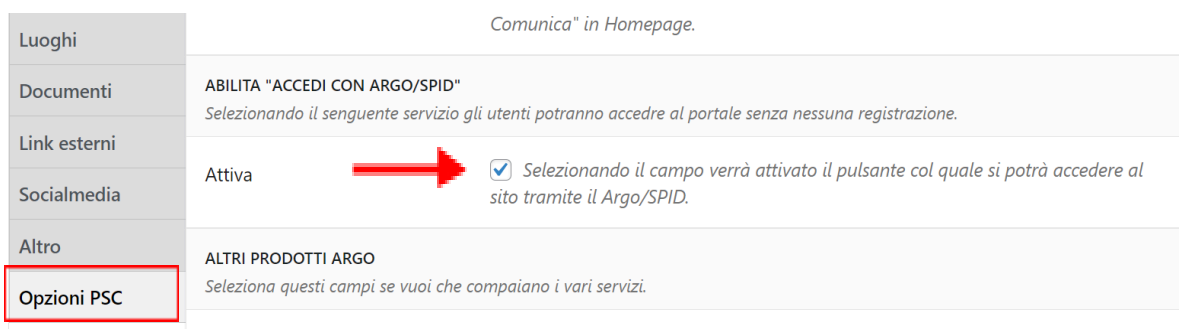 Luoghi
Documenti
Link esterni
Socialmedia
Altro
Opzioni PSC
Comunica" in Homepage.
ABILITA "ACCEDI CON ARGO/SPID"
Selezionando il senguente servizio gli utenti potranno accedre al portale senza nessuna registrazione.
Attiva
Selezionando il campo verrà attivato il pulsante col quale si potrà accedere al
sito tramite il Argo/SPID.
ALTRI PRODOTTI ARGO
Seleziona questi campi se vuoi che compaiano i vari servizi.